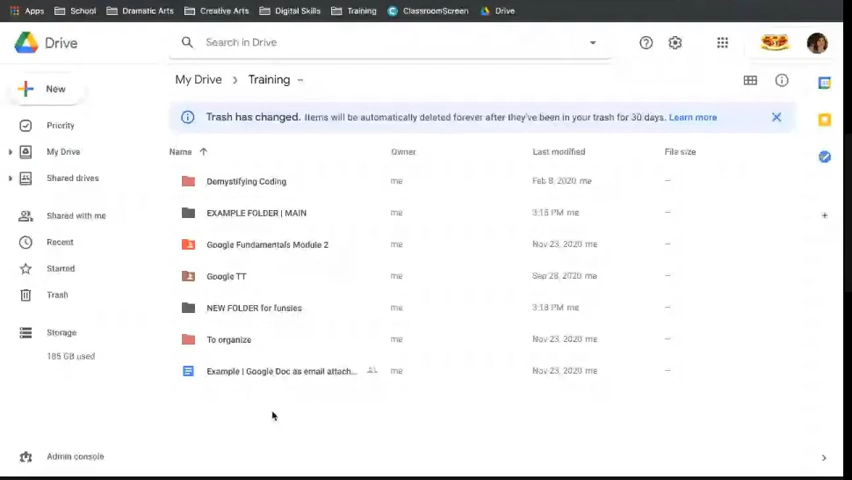 Apps School Dramatic Arts Creative Arts Digital Skills Training ClassroomScreen Drive
Drive Search in Drive
My Drive Training
New
Trash has changed. Items will be automatically deleted forever after they've been in your trash for 30 days. Learn more
Priority
Name Owner Last modified File size
My Drive
Shared drives
Demystifying Coding me Feb 8, 2020 me –
Shared with me
EXAMPLE FOLDER | MAIN me 3:15 PM me –
Recent
Google Fundamentals Module 2 me Nov 23, 2020 me –
Starred
Google TT me Sep 28, 2020 me –
Trash
NEW FOLDER for funsies me 3:18 PM me –
Storage
To organize me Nov 23, 2020 me –
185 GB used
Example | Google Doc as email attach... me Nov 23, 2020 me –
Admin console